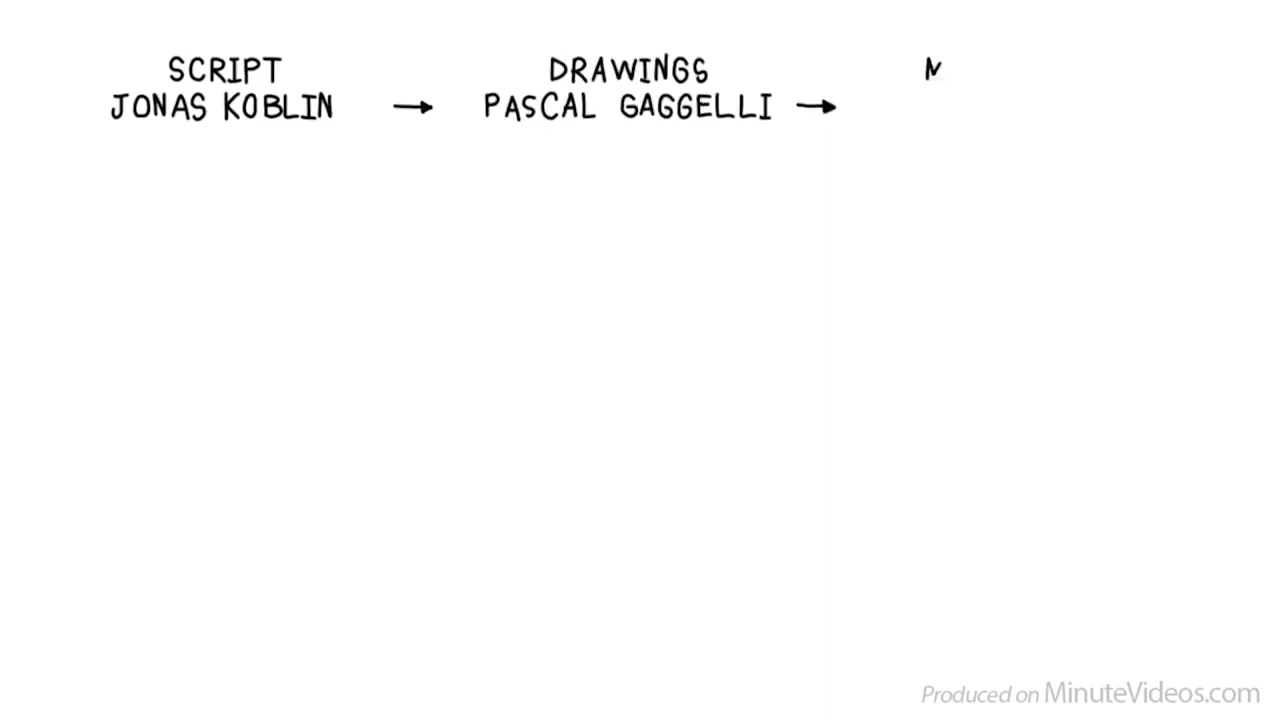 SCRIPT
JONAS KOBLIN → 
DRAWINGS
PASCAL GAGGELLI →
Produced on MinuteVideos.com